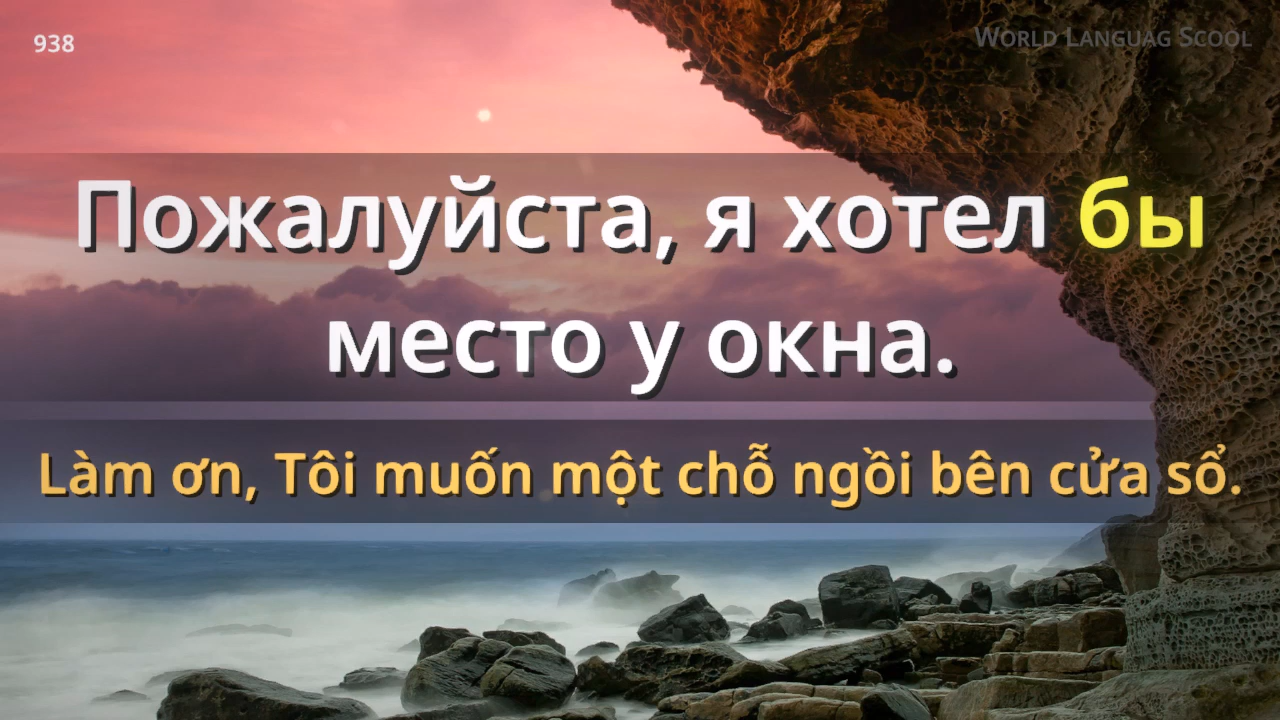 938
World Languag Scool
Пожалуйста, я хотел бы
место у окна.
Làm ơn, Tôi muốn một chỗ ngồi bên cửa sổ.